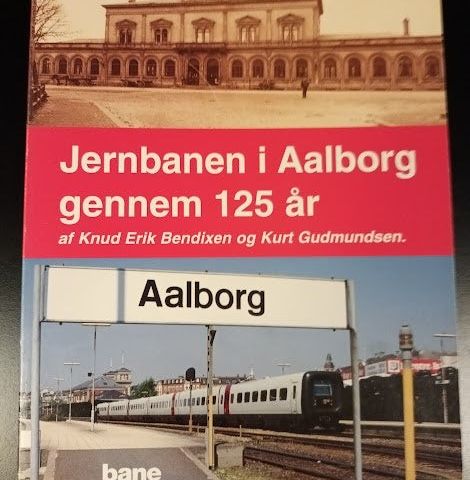 Jernbanen i Aalborg
gennem 125 år
af Knud Erik Bendixen og Kurt Gudmundsen.
Aalborg
bane